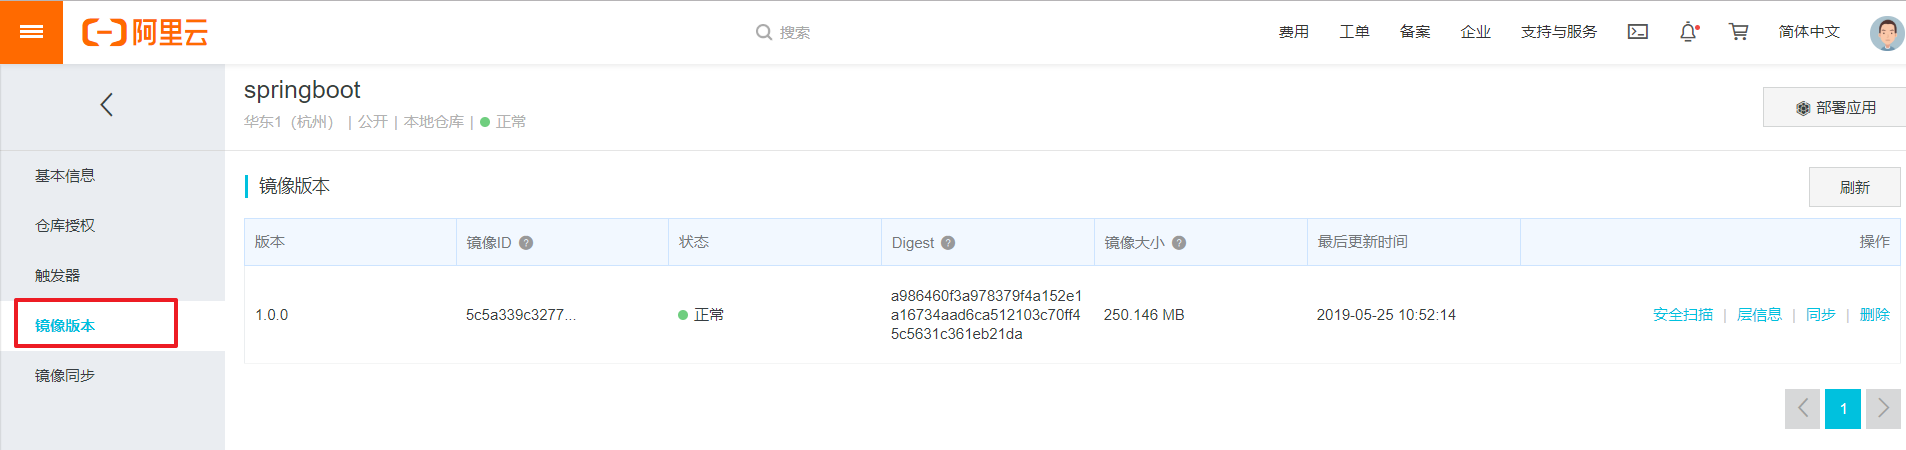 阿里云 搜索 费用 工单 备案 企业 支持与服务 简体中文
springboot
华东1（杭州） | 公开 | 本地仓库 | 正常
部署应用
基本信息
仓库授权
触发器
镜像版本
镜像同步
镜像版本
刷新
版本 镜像ID ? 状态 Digest ? 镜像大小 ? 最后更新时间 操作
1.0.0 5c5a339c3277... 正常 a986460f3a978379f4a152e1
a16734aad6ca512103c70ff4
5c5631c361eb21da
250.146 MB 2019-05-25 10:52:14 安全扫描 | 层信息 | 同步 | 删除
1